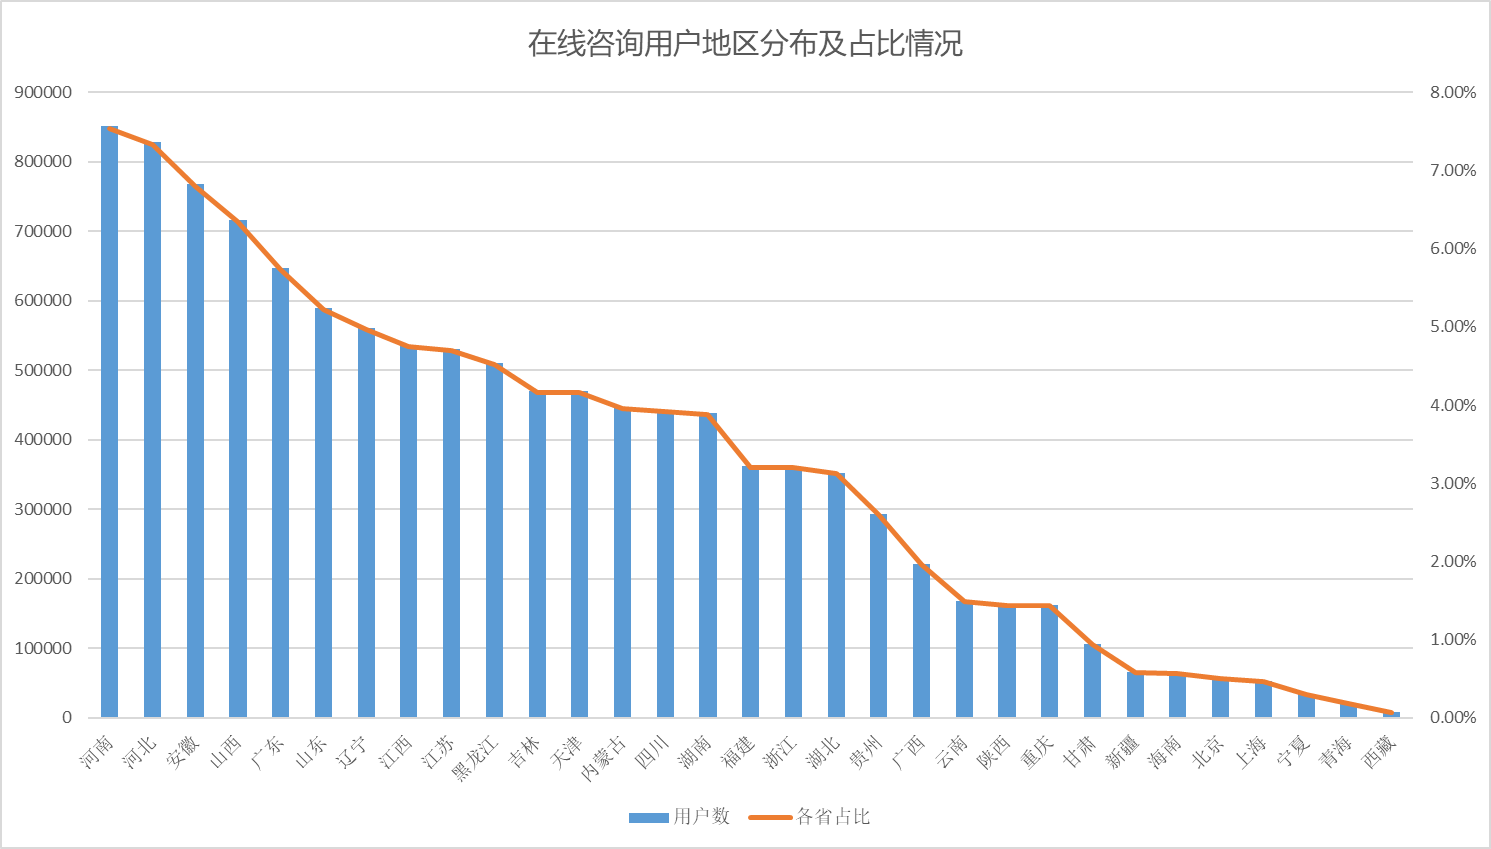 在线咨询用户地区分布及占比情况
900000
800000
700000
600000
500000
400000
300000
200000
100000
0
8.00%
7.00%
6.00%
5.00%
4.00%
3.00%
2.00%
1.00%
0.00%
河南
河北
安徽
山西
广东
山东
辽宁
江西
江苏
黑龙江
吉林
天津
内蒙古
四川
湖南
福建
浙江
湖北
贵州
广西
云南
陕西
重庆
甘肃
新疆
海南
北京
上海
宁夏
青海
西藏
用户数
各省占比